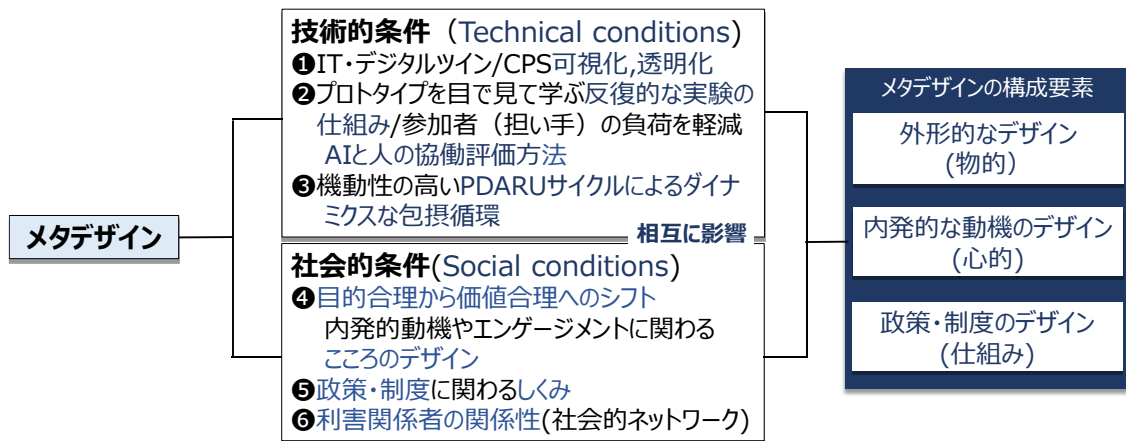 メタデザイン
技術的条件（Technical conditions)
❶IT・デジタルツイン/CPS可視化,透明化
❷プロトタイプを目で見て学ぶ反復的な実験の
仕組み/参加者（担い手）の負荷を軽減
AIと人の協働評価方法
❸機動性の高いPDARUサイクルによるダイナ
ミクスな包摂循環
相互に影響
社会的条件(Social conditions)
❹目的合理から価値合理へのシフト
内発的動機やエンゲージメントに関わる
こころのデザイン
❺政策・制度に関わるしくみ
❻利害関係者の関係性(社会的ネットワーク)
メタデザインの構成要素
外形的なデザイン
(物的）
内発的な動機のデザイン
(心的)
政策・制度のデザイン
(仕組み)